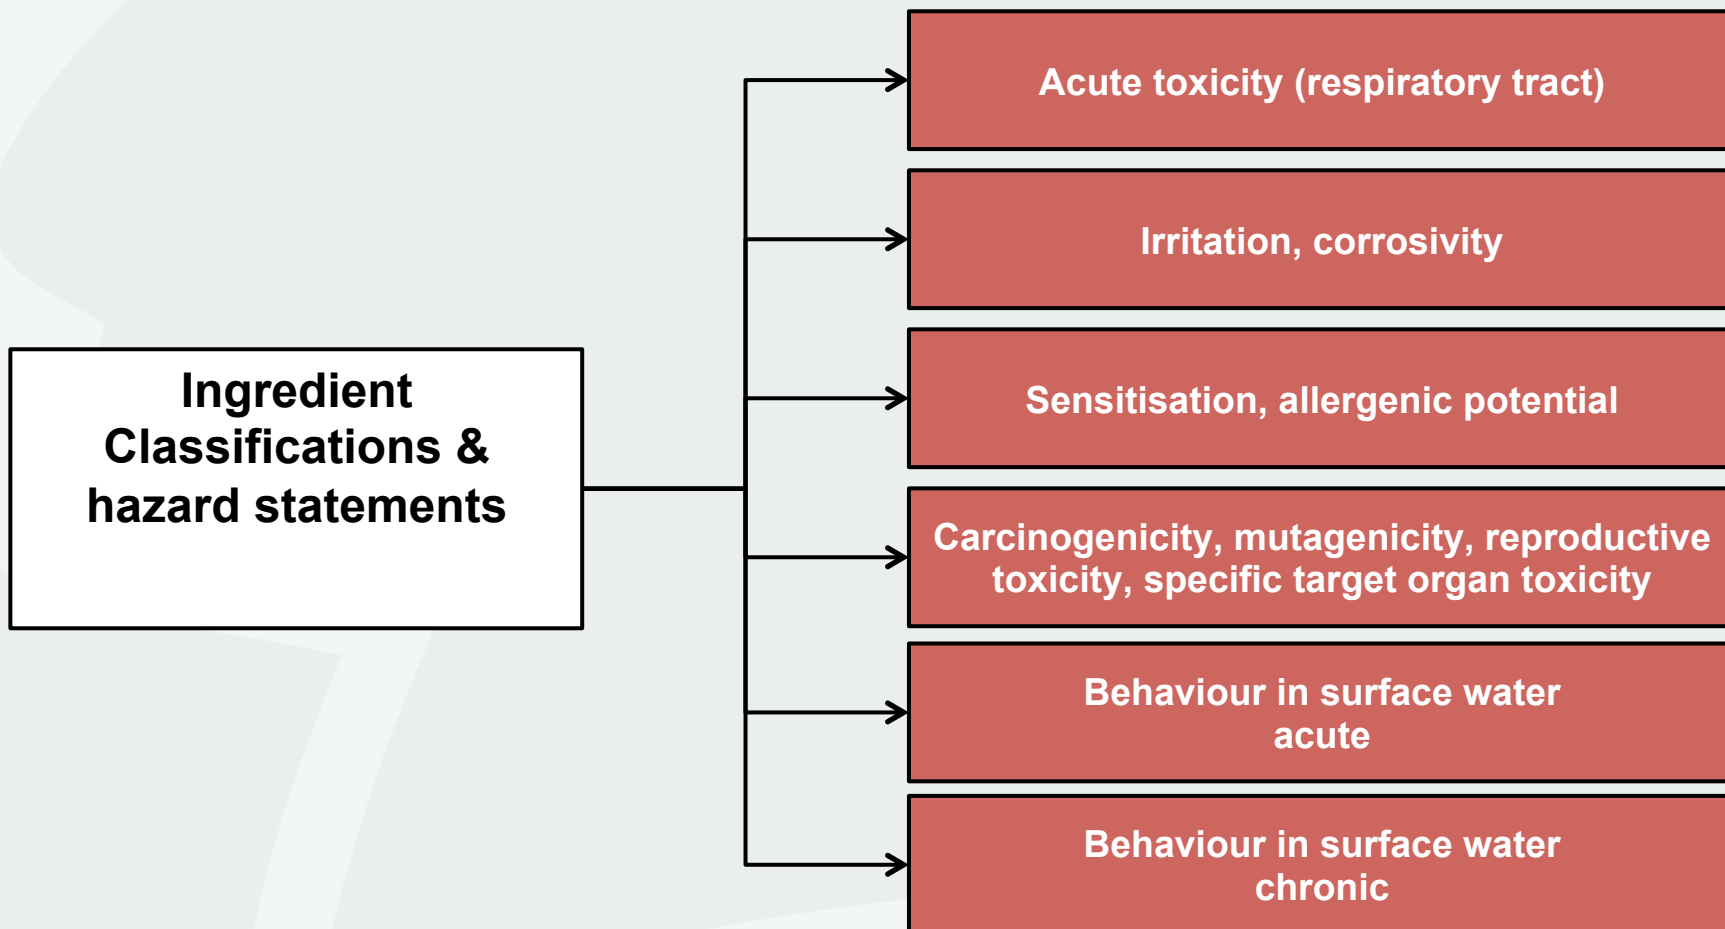 Acute toxicity (respiratory tract)
Irritation, corrosivity
Ingredient
Classifications &
hazard statements
Sensitisation, allergenic potential
Carcinogenicity, mutagenicity, reproductive
toxicity, specific target organ toxicity
Behaviour in surface water
acute
Behaviour in surface water
chronic